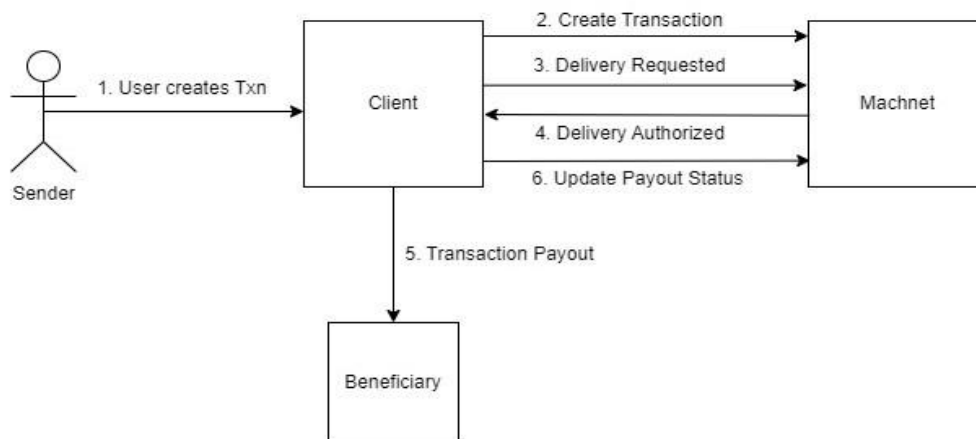 2. Create Transaction
3. Delivery Requested
1. User creates Txn
Client
Machnet
4. Delivery Authorized
6. Update Payout Status
Sender
5. Transaction Payout
Beneficiary